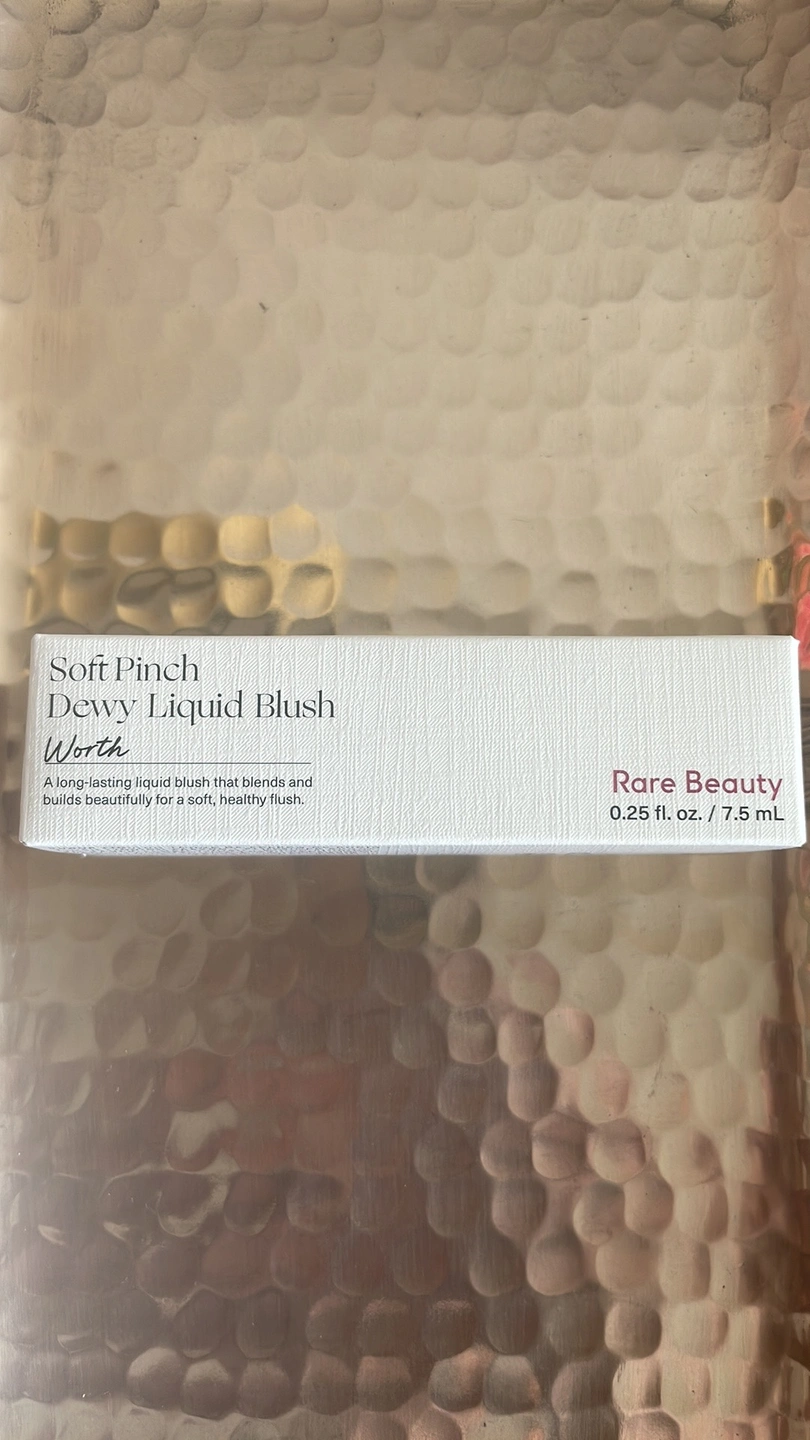 Soft Pinch
Dewy Liquid Blush
Worth
A long-lasting liquid blush that blends and
builds beautifully for a soft, healthy flush.
Rare Beauty
0.25 fl. oz. / 7.5 mL